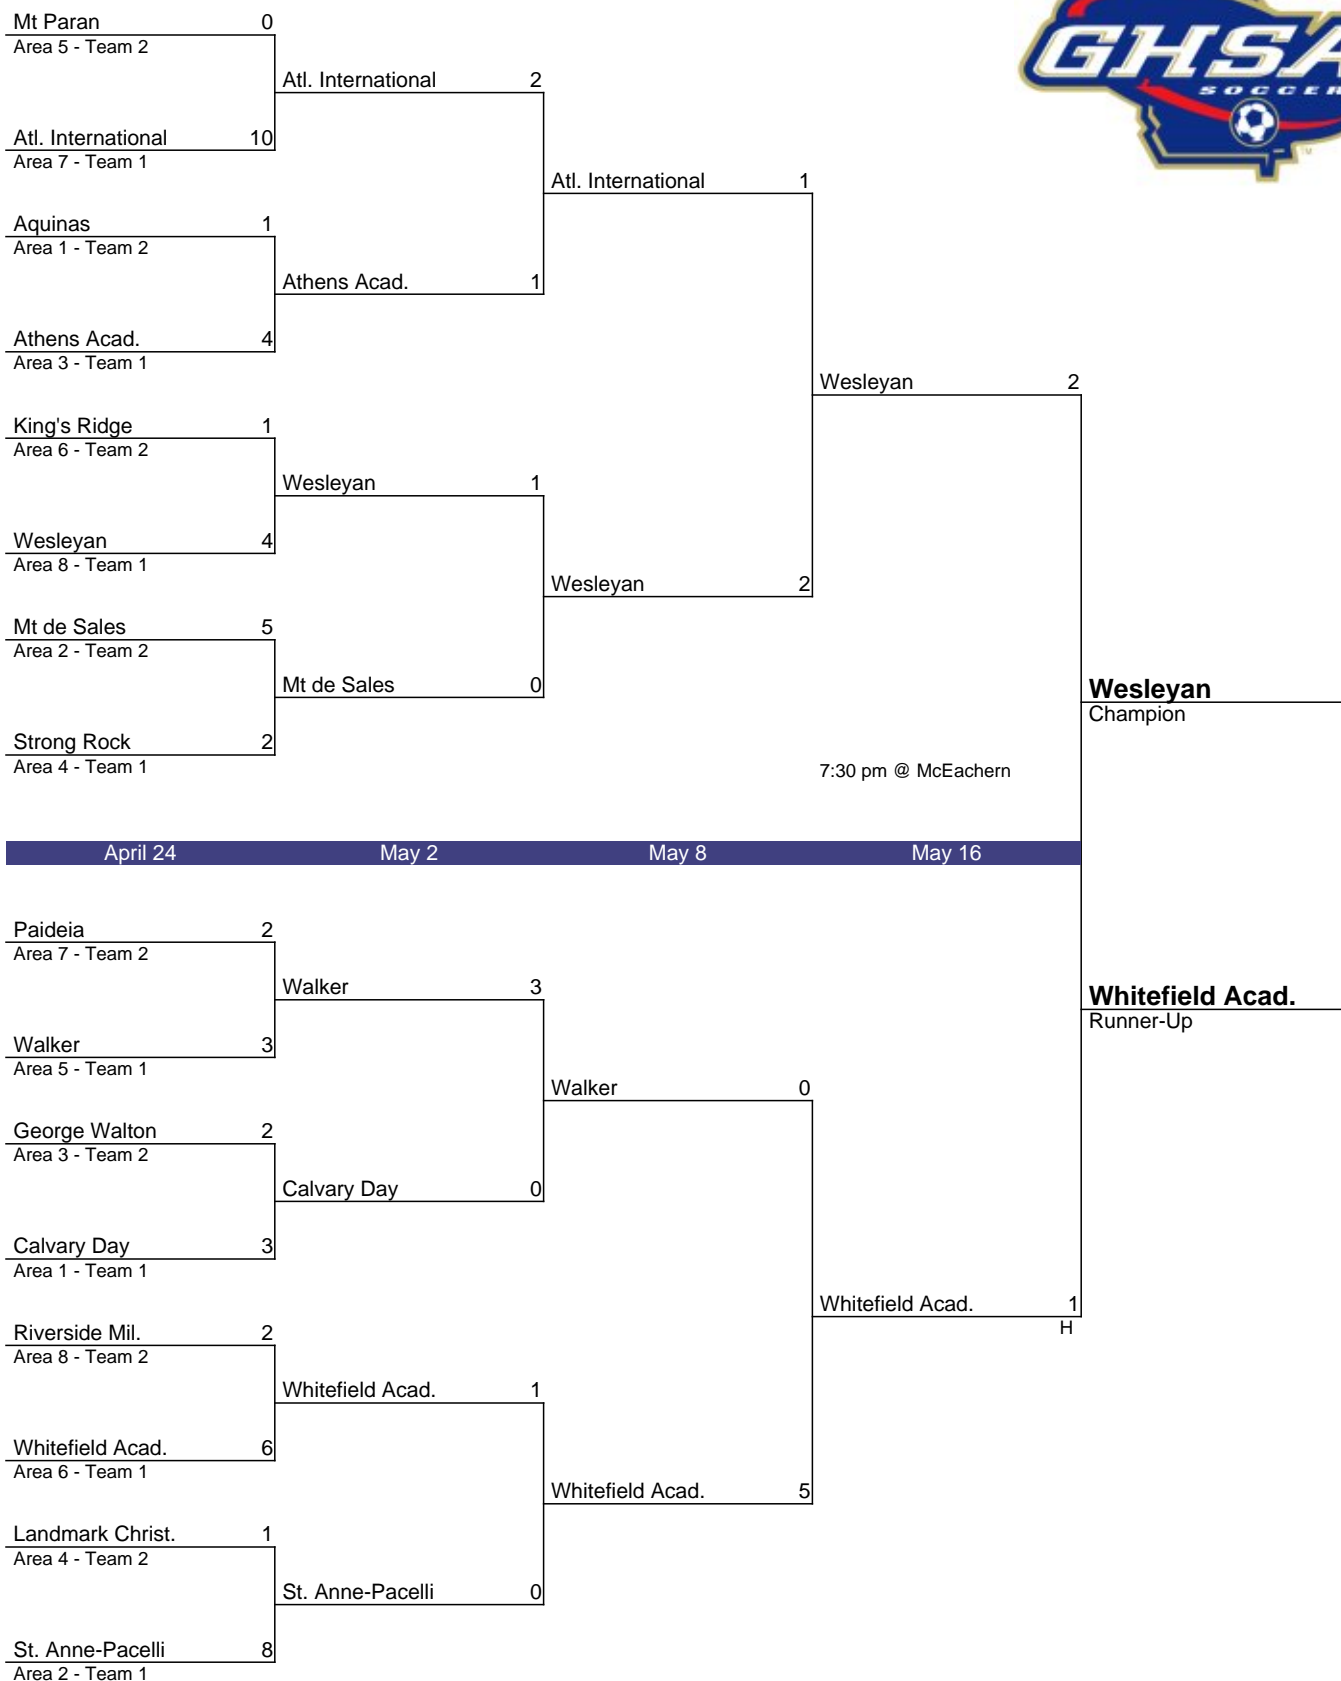 GHSA
SOCCER
Mt Paran 0
Area 5 - Team 2
Atl. International 2
Atl. International 10
Area 7 - Team 1
Atl. International 1
Aquinas 1
Area 1 - Team 2
Athens Acad. 1
Athens Acad. 4
Area 3 - Team 1
Wesleyan 2
King's Ridge 1
Area 6 - Team 2
Wesleyan 1
Wesleyan 4
Area 8 - Team 1
Wesleyan 2
Mt de Sales 5
Area 2 - Team 2
Mt de Sales 0
Wesleyan
Champion
Strong Rock 2
Area 4 - Team 1
7:30 pm @ McEachern
April 24 May 2 May 8 May 16
Paideia 2
Area 7 - Team 2
Walker 3
Whitefield Acad.
Runner-Up
Walker 3
Area 5 - Team 1
Walker 0
George Walton 2
Area 3 - Team 2
Calvary Day 0
Calvary Day 3
Area 1 - Team 1
Whitefield Acad. 1
H
Riverside Mil. 2
Area 8 - Team 2
Whitefield Acad. 1
Whitefield Acad. 6
Area 6 - Team 1
Whitefield Acad. 5
Landmark Christ. 1
Area 4 - Team 2
St. Anne-Pacelli 0
St. Anne-Pacelli 8
Area 2 - Team 1